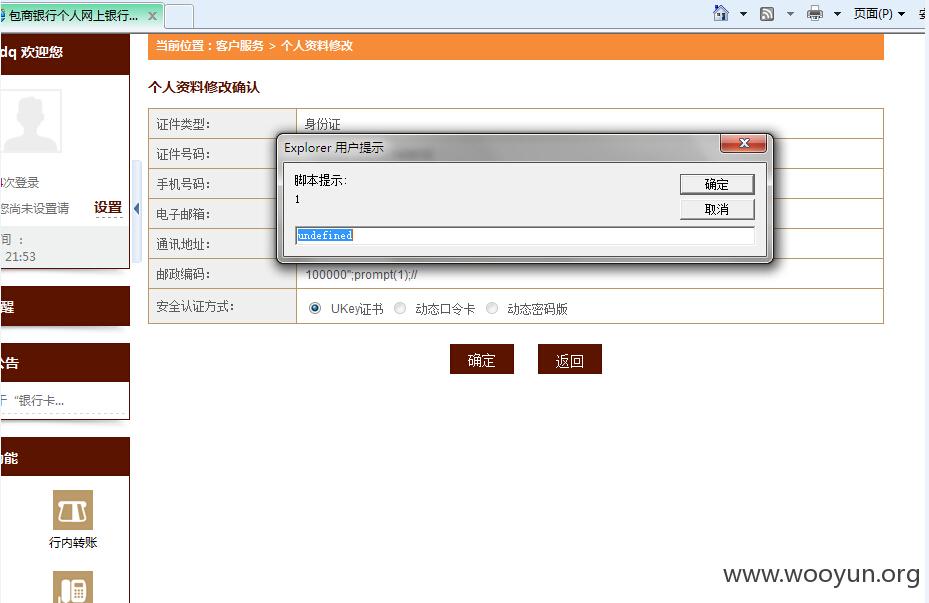 包商银行个人网上银行...
页面(P)
dq 欢迎您
当前位置：客户服务 > 个人资料修改
个人资料修改确认
证件类型：
身份证
证件号码：
手机号码：
电子邮箱：
通讯地址：
邮政编码：
100000";prompt(1);//
安全认证方式：
UKey证书
动态口令卡
动态密码版
确定
返回
Explorer 用户提示
脚本提示:
1
确定
取消
undefined
次登录
您尚未设置请
设置
间 ：
21:53
醒
公告
于 “银行卡...
功能
行内转账
www.wooyun.org